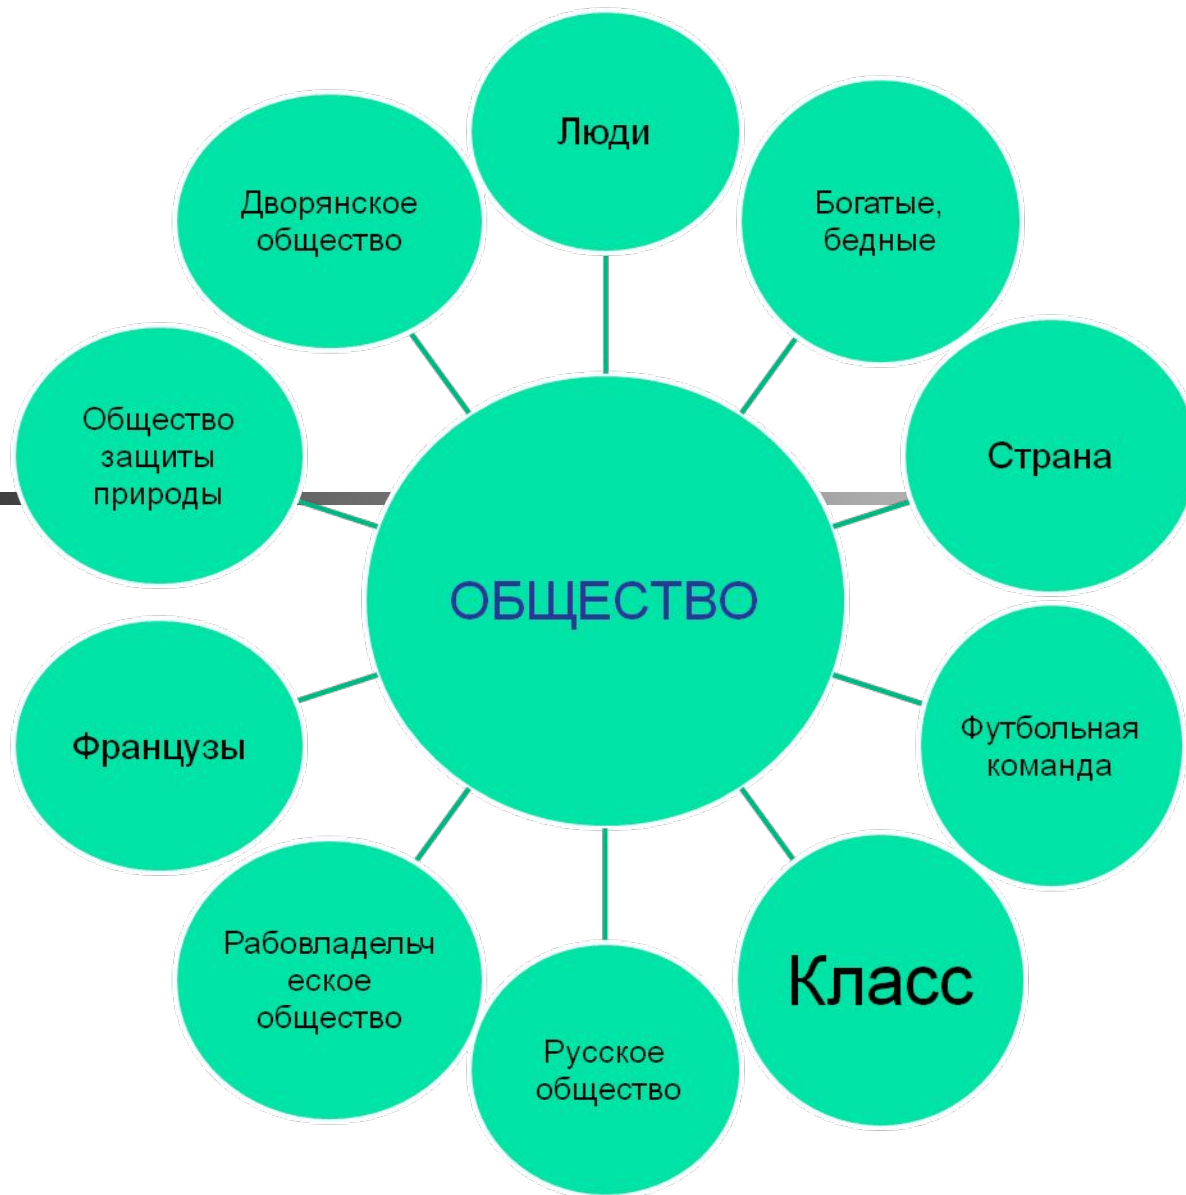 Люди
Богатые,
бедные
Страна
Футбольная
команда
Класс
Русское
общество
Рабовладельч
еское
общество
Французы
Общество
защиты
природы
Дворянское
общество
ОБЩЕСТВО